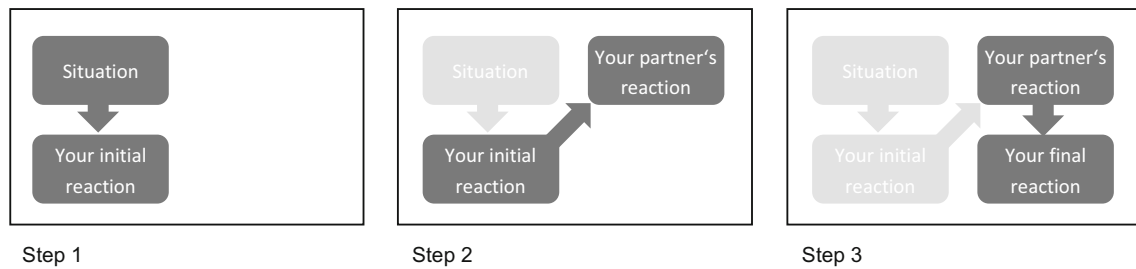 Situation
Your initial
reaction
Step 1
Situation
Your partner‘s
reaction
Your initial
reaction
Step 2
Situation
Your partner‘s
reaction
Your initial
reaction
Your final
reaction
Step 3